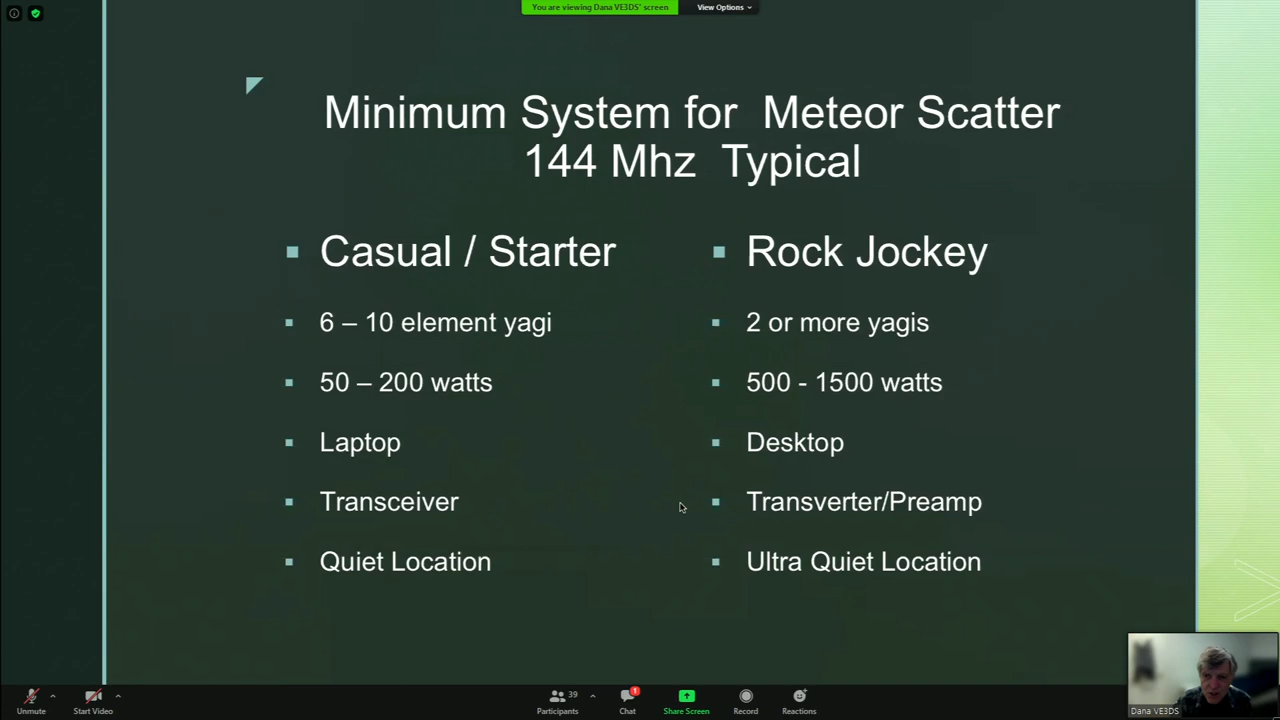 You are viewing Dana VE3DS' screen
View Options
Minimum System for Meteor Scatter
144 Mhz Typical
Casual / Starter
6 – 10 element yagi
50 – 200 watts
Laptop
Transceiver
Quiet Location
Rock Jockey
2 or more yagis
500 - 1500 watts
Desktop
Transverter/Preamp
Ultra Quiet Location
Dana VE3DS
Unmute
Start Video
Participants
39
Chat
1
Share Screen
Record
Reactions